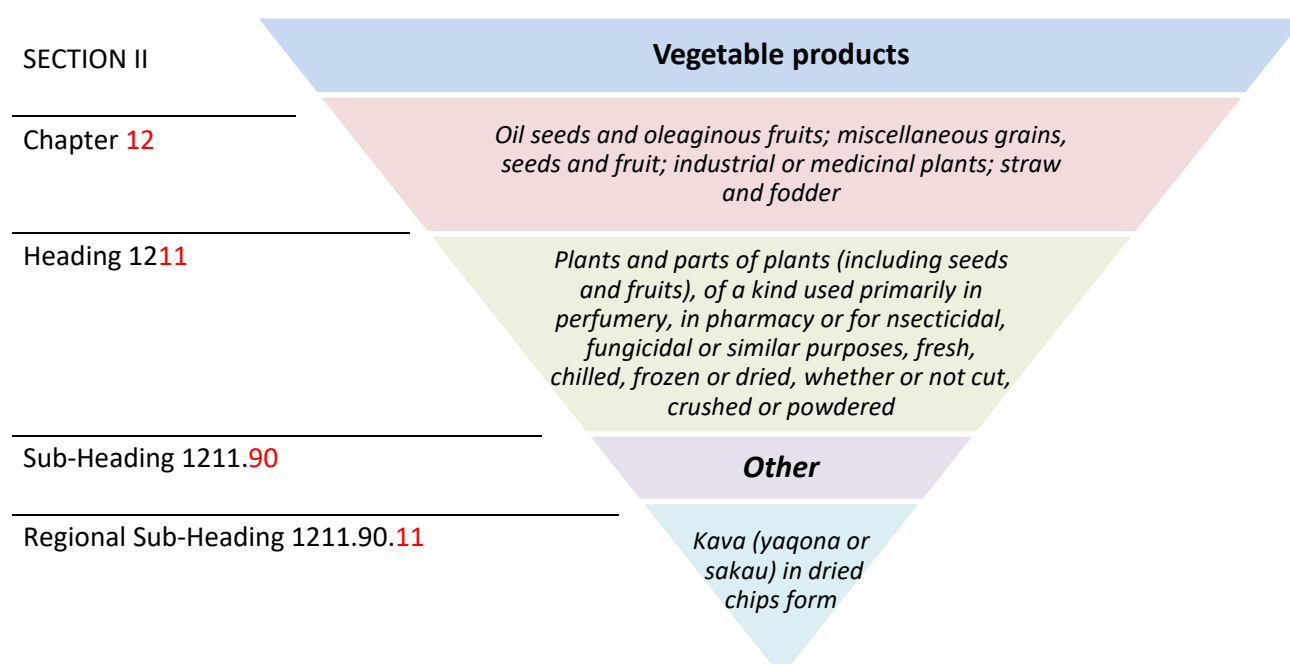 SECTION II
Vegetable products
Chapter 12
Oil seeds and oleaginous fruits; miscellaneous grains,
seeds and fruit; industrial or medicinal plants; straw
and fodder
Heading 1211
Plants and parts of plants (including seeds
and fruits), of a kind used primarily in
perfumery, in pharmacy or for nsecticidal,
fungicidal or similar purposes, fresh,
chilled, frozen or dried, whether or not cut,
crushed or powdered
Sub-Heading 1211.90
Other
Regional Sub-Heading 1211.90.11
Kava (yaqona or
sakau) in dried
chips form